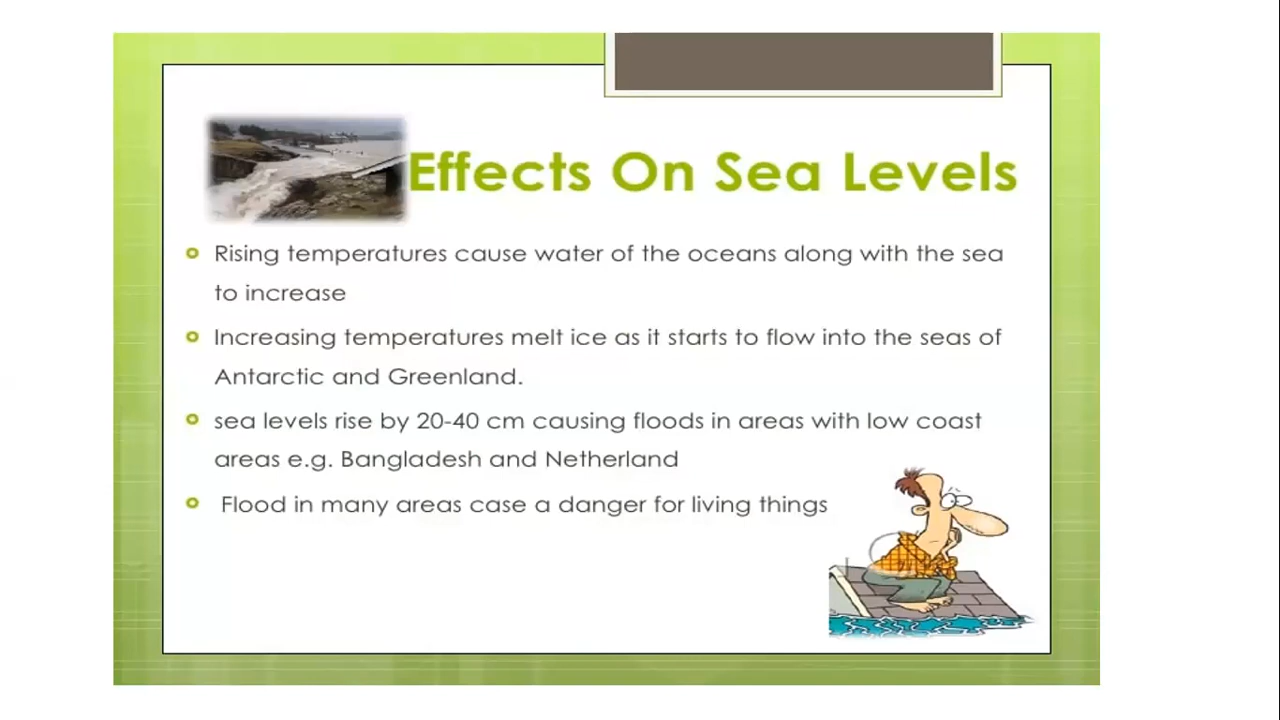 Effects On Sea Levels
Rising temperatures cause water of the oceans along with the sea
to increase
Increasing temperatures melt ice as it starts to flow into the seas of
Antarctic and Greenland.
sea levels rise by 20-40 cm causing floods in areas with low coast
areas e.g. Bangladesh and Netherland
Flood in many areas case a danger for living things